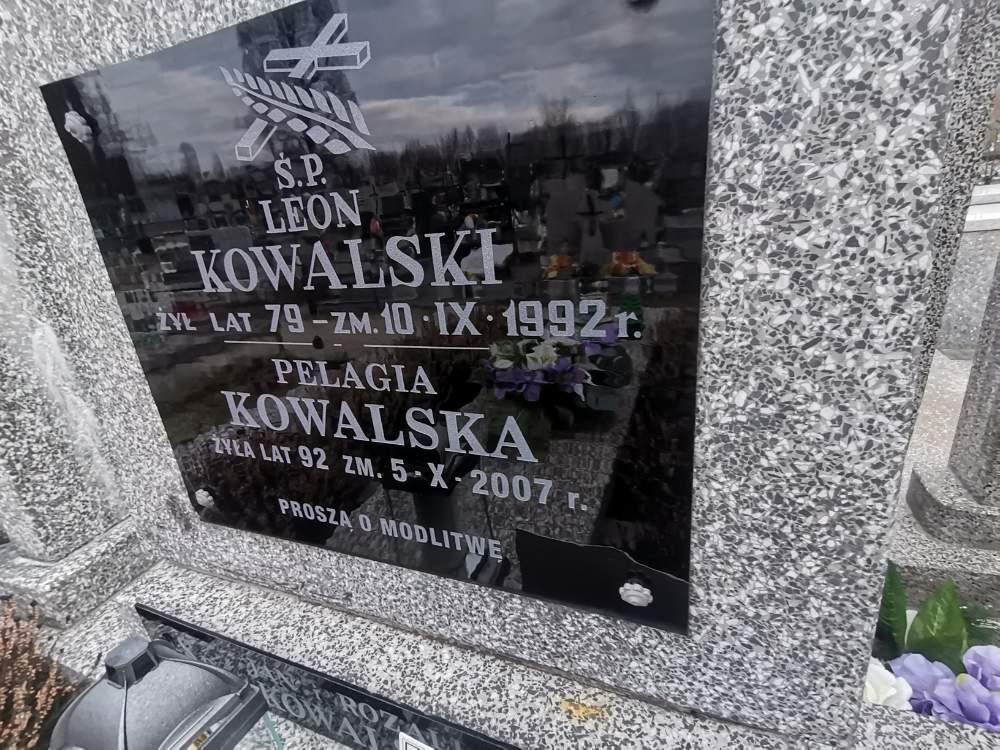 Ś.P.
LEON
KOWALSKI
ŻYŁ LAT 79 - ZM. 10 · IX · 1992 r.
PELAGIA
KOWALSKA
ŻYŁA LAT 92 ZM. 5 · X · 2007 r.
PROSZĄ O MODLITWĘ